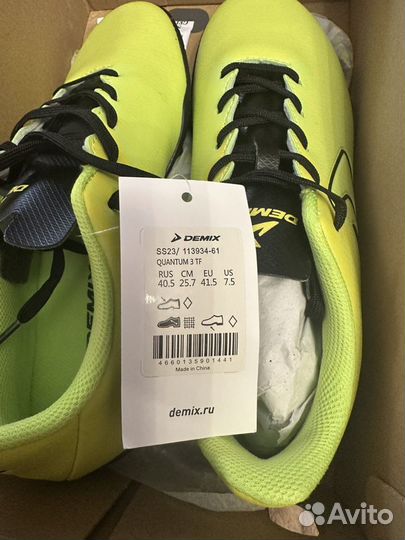 DEMIX
DEMIX
DEMIX
SS23/ 113934-61
QUANTUM 3 TF
RUS CM EU US
40.5 25.7 41.5 7.5
4660135901441
Made in China
demix.ru
Avito